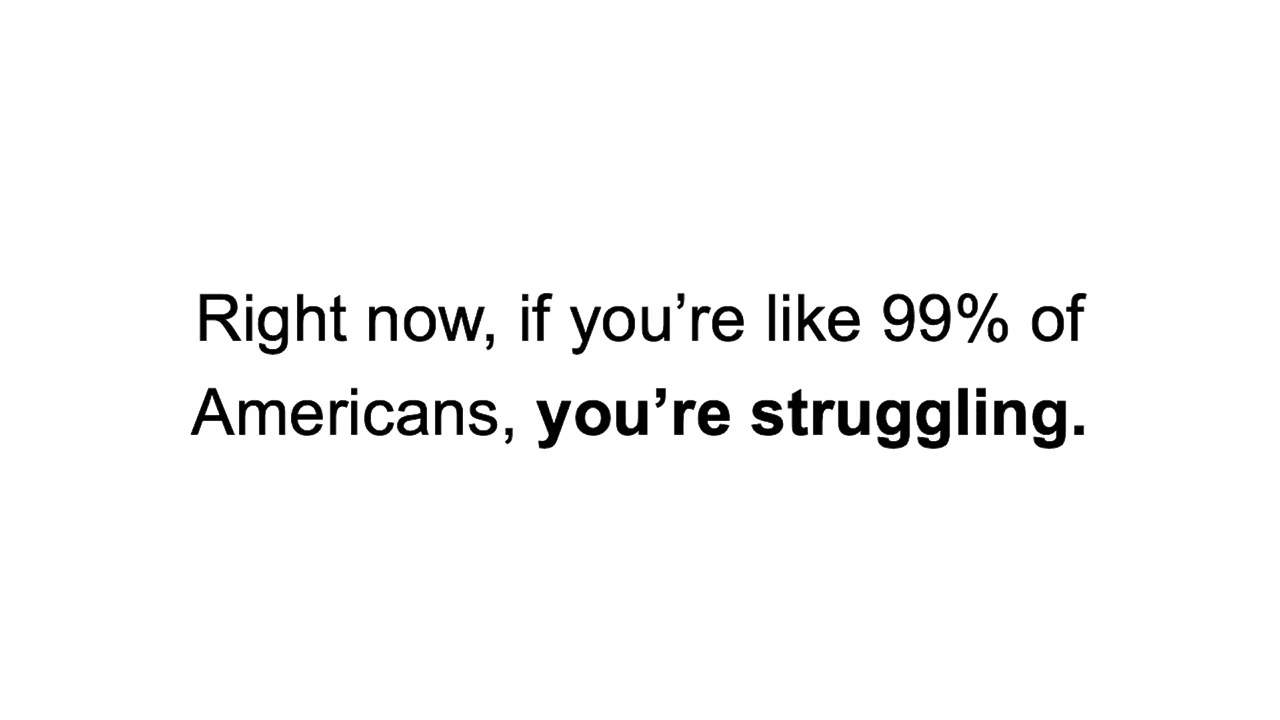 Right now, if you’re like 99% of
Americans, you’re struggling.